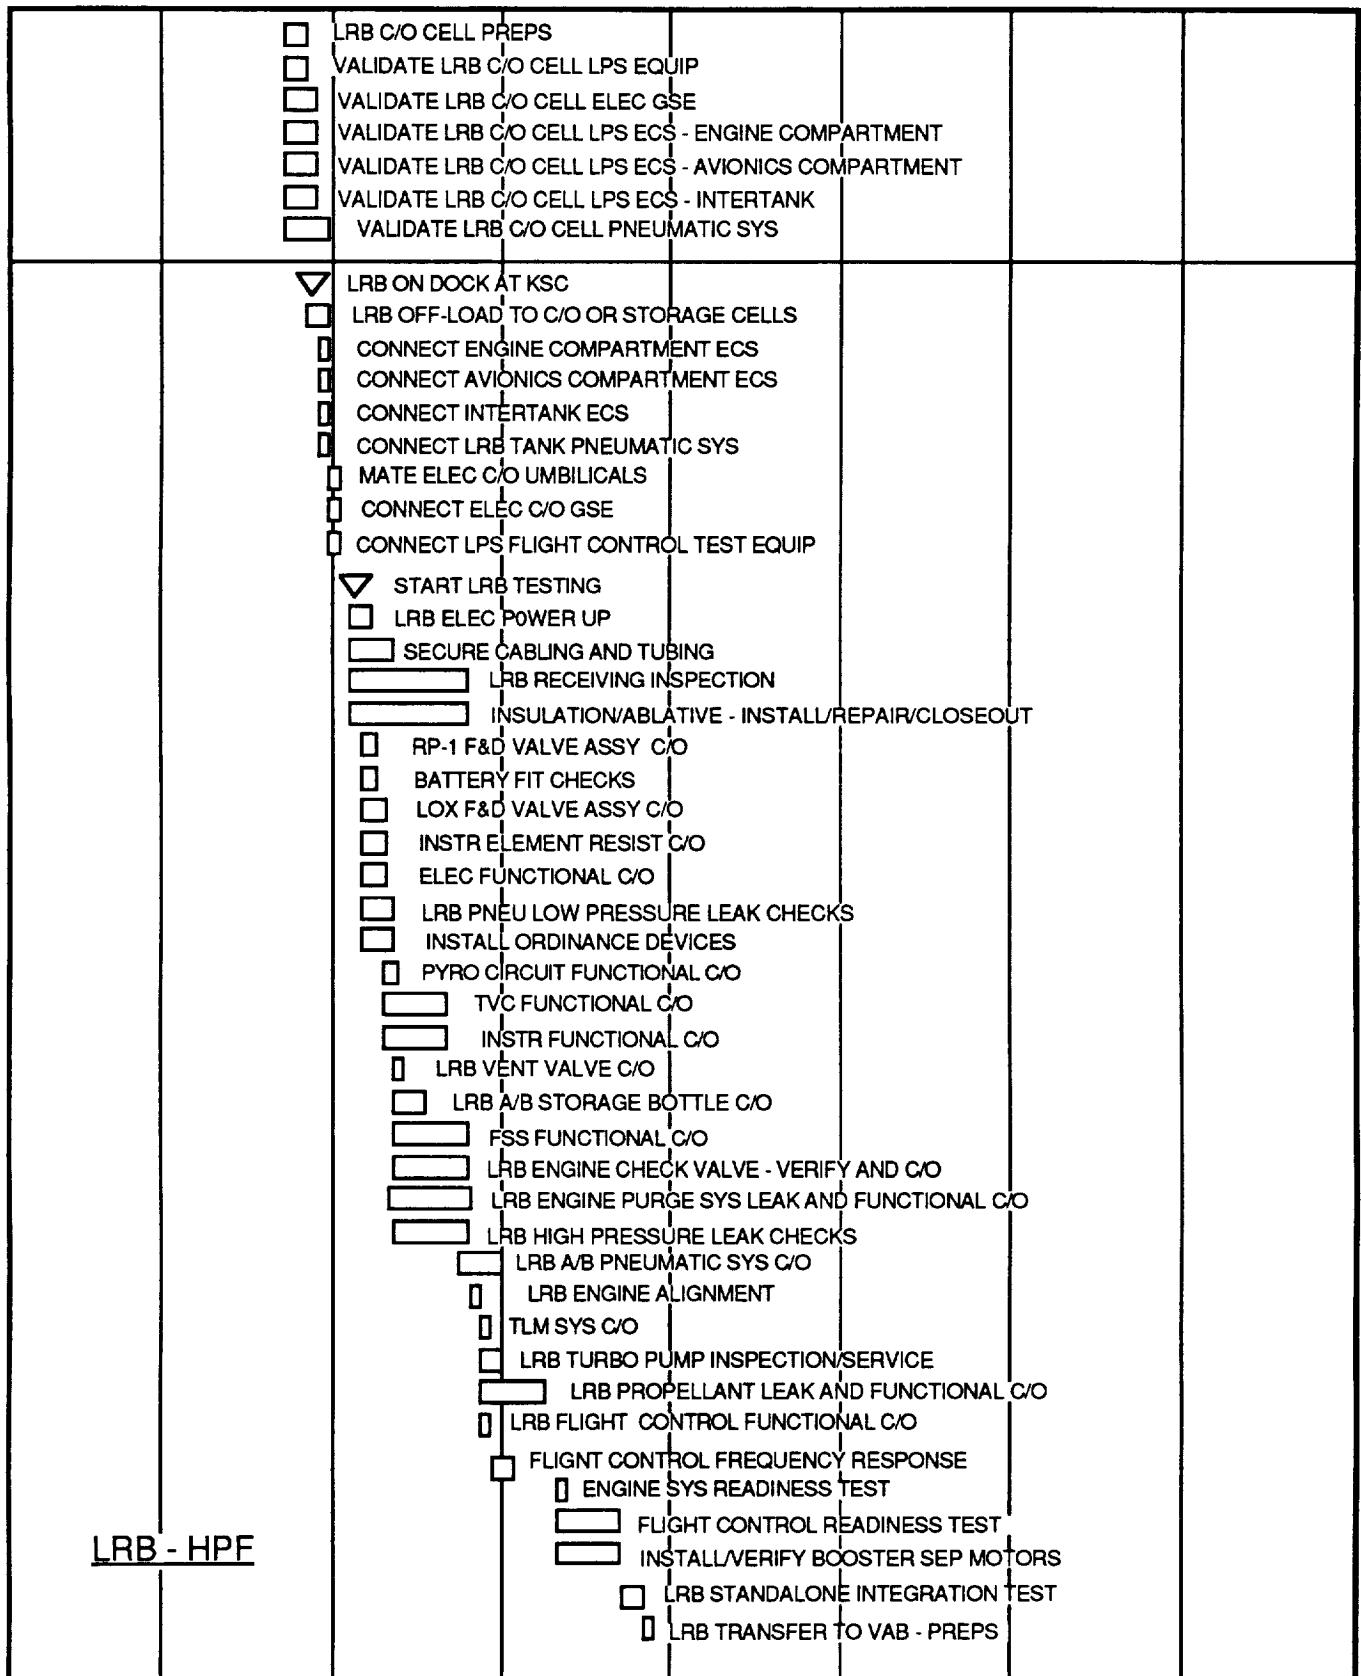 LRB C/O CELL PREPS
VALIDATE LRB C/O CELL LPS EQUIP
VALIDATE LRB C/O CELL ELEC GSE
VALIDATE LRB C/O CELL LPS ECS - ENGINE COMPARTMENT
VALIDATE LRB C/O CELL LPS ECS - AVIONICS COMPARTMENT
VALIDATE LRB C/O CELL LPS ECS - INTERTANK
VALIDATE LRB C/O CELL PNEUMATIC SYS
LRB ON DOCK AT KSC
LRB OFF-LOAD TO C/O OR STORAGE CELLS
CONNECT ENGINE COMPARTMENT ECS
CONNECT AVIONICS COMPARTMENT ECS
CONNECT INTERTANK ECS
CONNECT LRB TANK PNEUMATIC SYS
MATE ELEC C/O UMBILICALS
CONNECT ELEC C/O GSE
CONNECT LPS FLIGHT CONTROL TEST EQUIP
START LRB TESTING
LRB ELEC P0WER UP
SECURE CABLING AND TUBING
LRB RECEIVING INSPECTION
INSULATION/ABLATIVE - INSTALL/REPAIR/CLOSEOUT
RP-1 F&D VALVE ASSY C/O
BATTERY FIT CHECKS
LOX F&D VALVE ASSY C/O
INSTR ELEMENT RESIST C/O
ELEC FUNCTIONAL C/O
LRB PNEU LOW PRESSURE LEAK CHECKS
INSTALL ORDINANCE DEVICES
PYRO CIRCUIT FUNCTIONAL C/O
TVC FUNCTIONAL C/O
INSTR FUNCTIONAL C/O
LRB VENT VALVE C/O
LRB A/B STORAGE BOTTLE C/O
FSS FUNCTIONAL C/O
LRB ENGINE CHECK VALVE - VERIFY AND C/O
LRB ENGINE PURGE SYS LEAK AND FUNCTIONAL C/O
LRB HIGH PRESSURE LEAK CHECKS
LRB A/B PNEUMATIC SYS C/O
LRB ENGINE ALIGNMENT
TLM SYS C/O
LRB TURBO PUMP INSPECTION/SERVICE
LRB PROPELLANT LEAK AND FUNCTIONAL C/O
LRB FLIGHT CONTROL FUNCTIONAL C/O
FLIGNT CONTROL FREQUENCY RESPONSE
ENGINE SYS READINESS TEST
FLIGHT CONTROL READINESS TEST
INSTALL/VERIFY BOOSTER SEP MOTORS
LRB STANDALONE INTEGRATION TEST
LRB TRANSFER TO VAB - PREPS
LRB - HPF